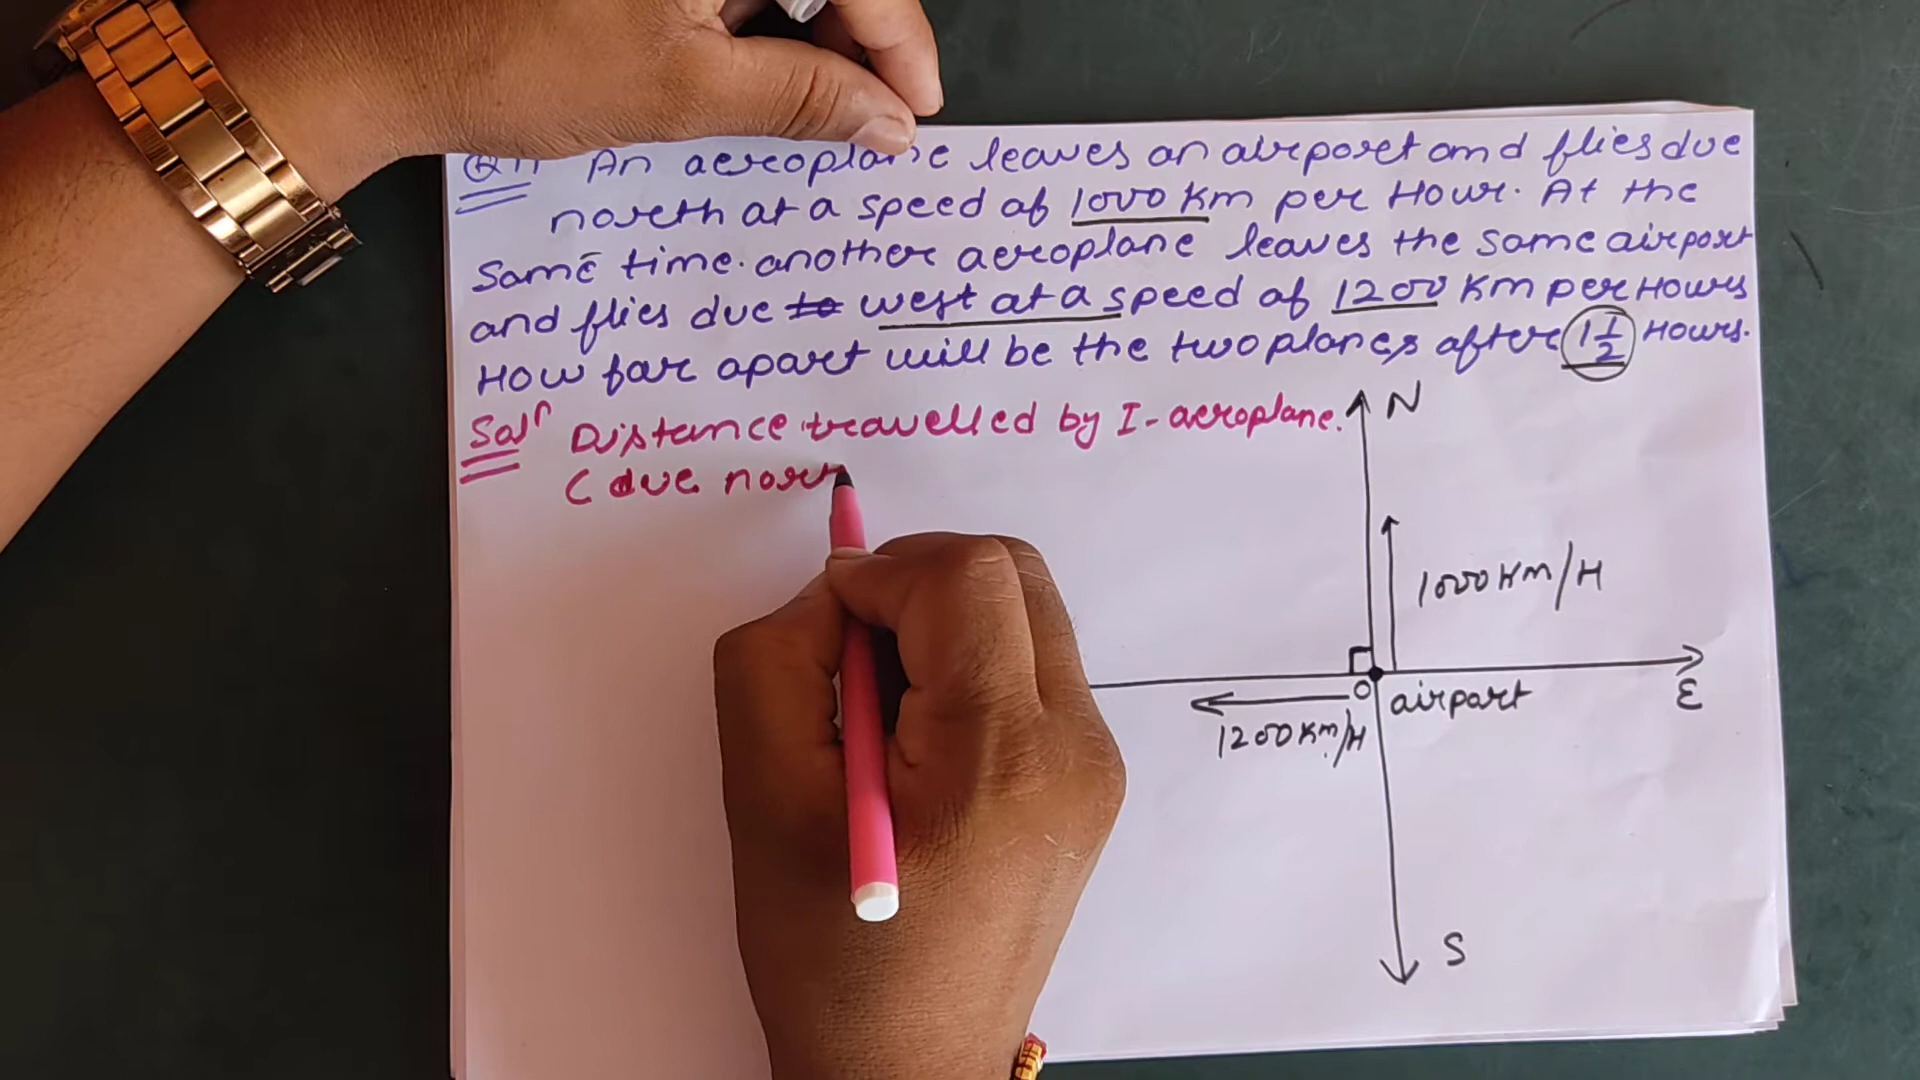 Q11 An aeroplane leaves an airport and flies due
north at a speed of 1000 Km per Hour. At the
Same time. another aeroplane leaves the same airport
and flies due to west at a speed of 1200 Km per Hours
How far apart will be the two planes after 1 1/2 Hours.
Solⁿ Distance travelled by I-aeroplane.
(due nort
N
1000 Km/H
E
O airport
1200 Km/H
S